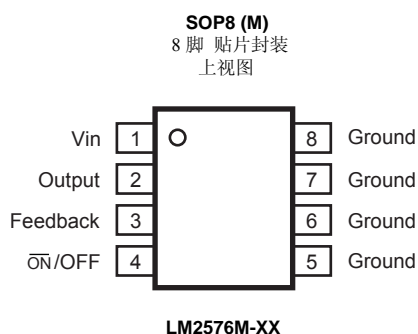 SOP8 (M)
8 脚 贴片封装
上视图
Vin 1 8 Ground
Output 2 7 Ground
Feedback 3 6 Ground
O̅N̅/OFF 4 5 Ground
LM2576M-XX